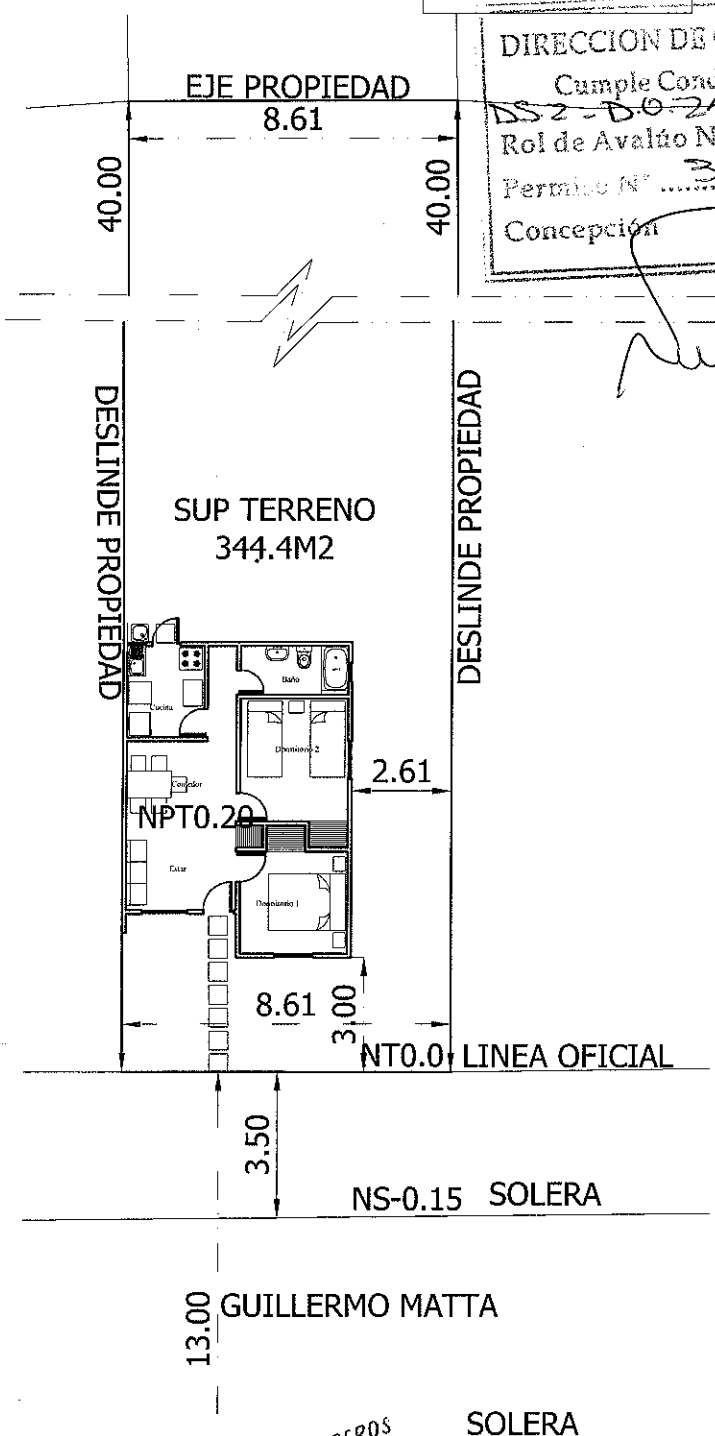 DIRECCION DE
Cumple
DS 2 - D.O.
Rol de Avalúo N
Permiso N° ......
Concepción
EJE PROPIEDAD
8.61
40.00
40.00
DESLINDE PROPIEDAD
DESLINDE PROPIEDAD
SUP TERRENO
344.4M2
Baño
Cocina
Dormitorio 2
2.61
Comedor
NPT0.20
Estar
Dormitorio 1
8.61
3.00
NT0.0 LINEA OFICIAL
3.50
NS-0.15 SOLERA
13.00
GUILLERMO MATTA
SOLERA